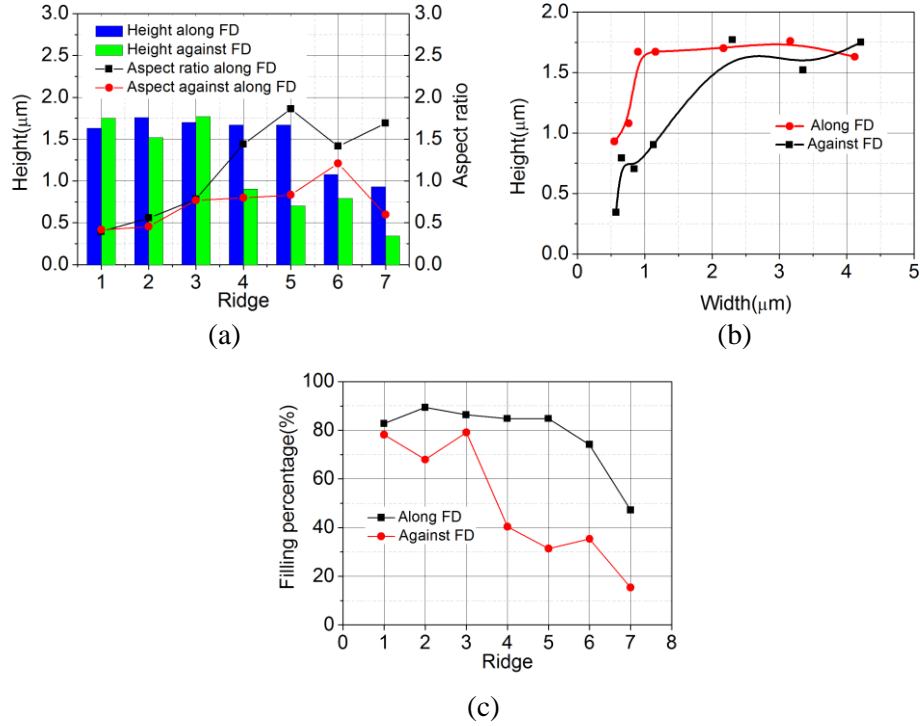 3.0
2.5
2.0
1.5
1.0
0.5
0.0
Height(μm)
Height along FD
Height against FD
Aspect ratio along FD
Aspect against along FD
3.0
2.5
2.0
1.5
1.0
0.5
0.0
Aspect ratio
1 2 3 4 5 6 7
Ridge
(a)
2.0
1.5
1.0
0.5
0.0
Height(μm)
Along FD
Against FD
0 1 2 3 4 5
Width(μm)
(b)
100
80
60
40
20
0
Filling percentage(%)
Along FD
Against FD
0 1 2 3 4 5 6 7 8
Ridge
(c)